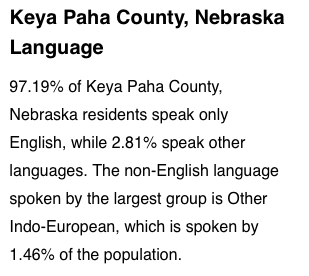 Keya Paha County, Nebraska
Language
97.19% of Keya Paha County,
Nebraska residents speak only
English, while 2.81% speak other
languages. The non-English language
spoken by the largest group is Other
Indo-European, which is spoken by
1.46% of the population.